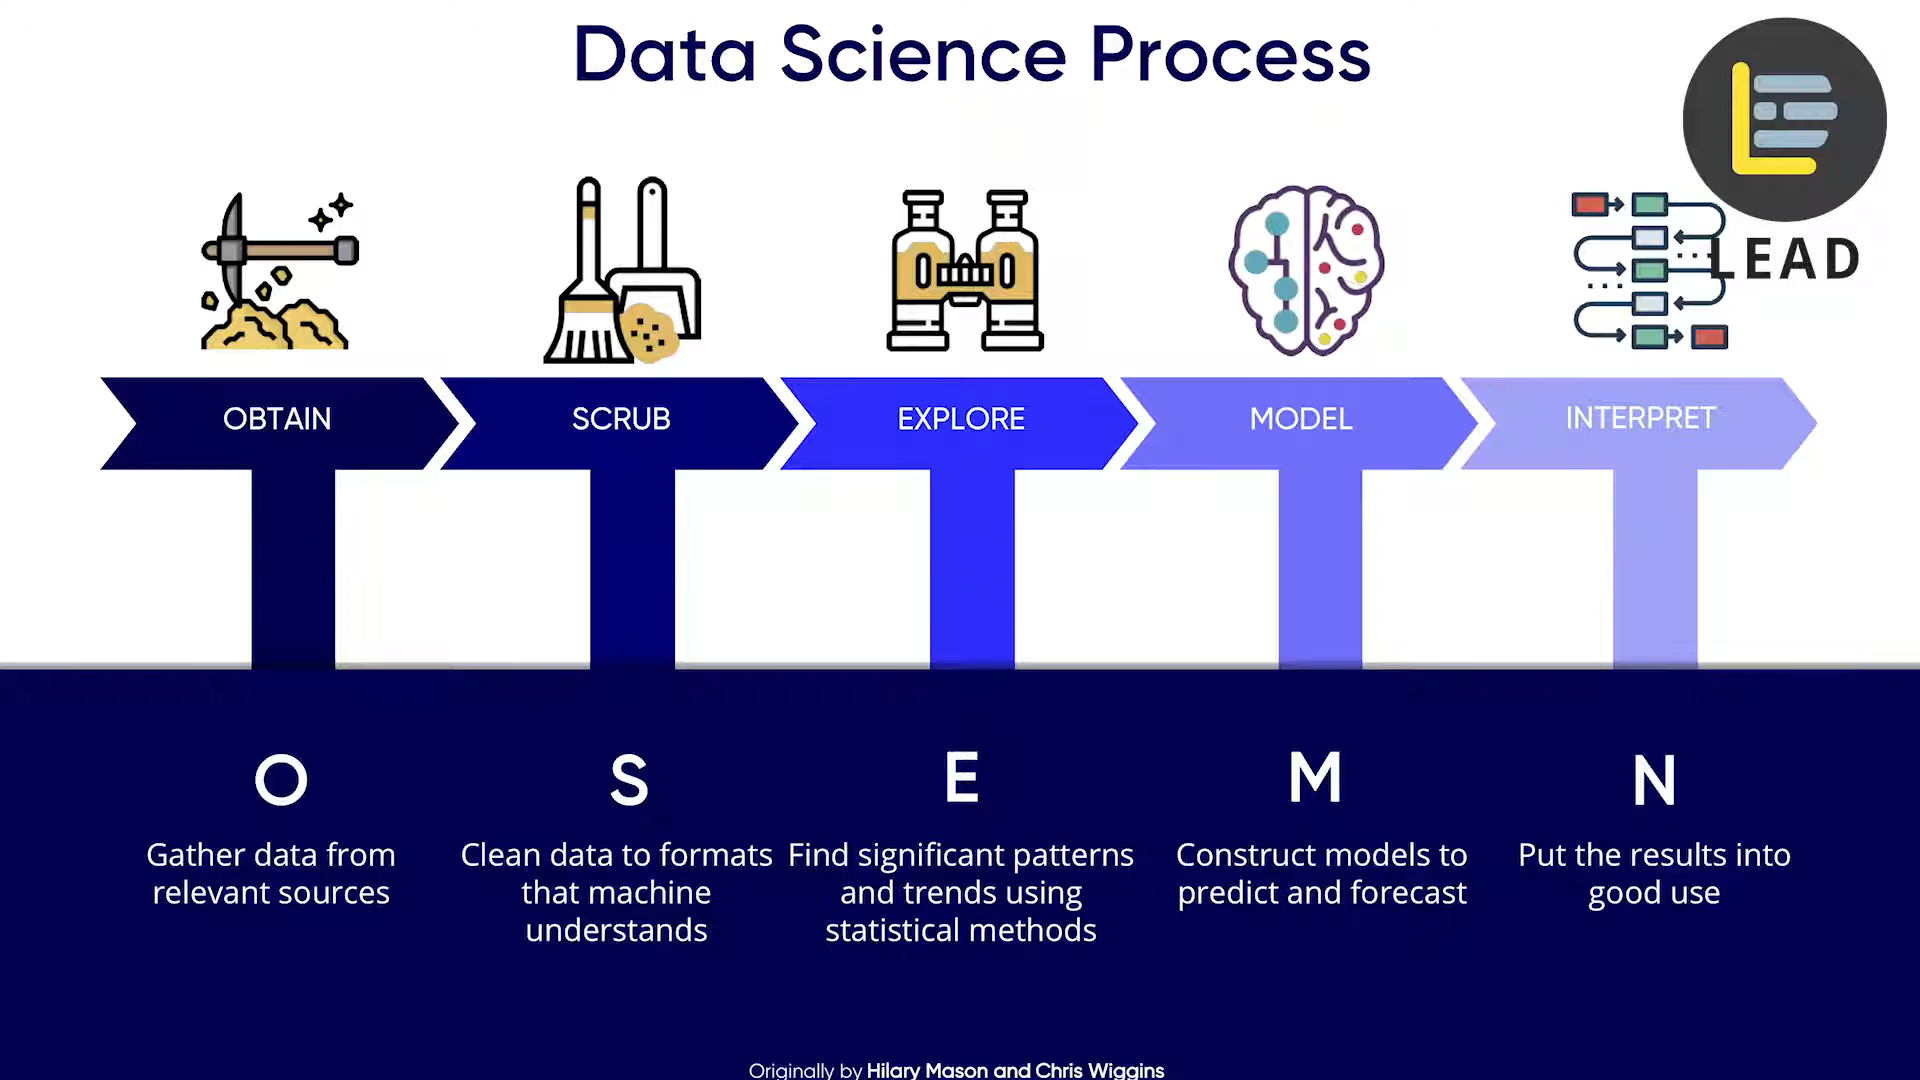 Data Science Process
LEAD
OBTAIN
SCRUB
EXPLORE
MODEL
INTERPRET
O
Gather data from
relevant sources
S
Clean data to formats
that machine
understands
E
Find significant patterns
and trends using
statistical methods
M
Construct models to
predict and forecast
N
Put the results into
good use
Originally by Hilary Mason and Chris Wiggins